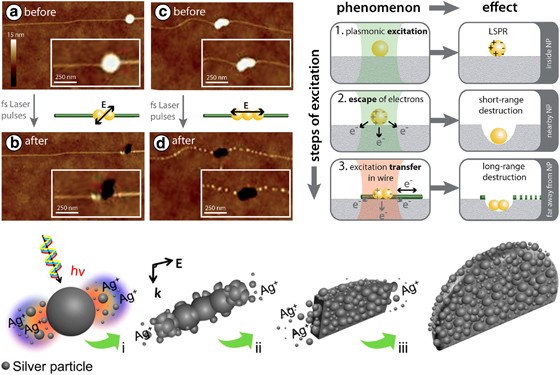 a before
15 nm
250 nm
c before
250 nm
fs Laser
pulses
E
fs Laser
pulses
E
b after
250 nm
d after
250 nm
steps of excitation
phenomenon
effect
1. plasmonic excitation
LSPR
inside NP
2. escape of electrons
e- e- e-
short-range
destruction
nearby NP
3. excitation transfer
in wire
e-
e- e- e-
long-range
destruction
far away from NP
hν
Ag+
Ag+
Ag+
Ag+
i
E
k
Ag+
Ag+
ii
Ag+
Ag+
iii
Silver particle